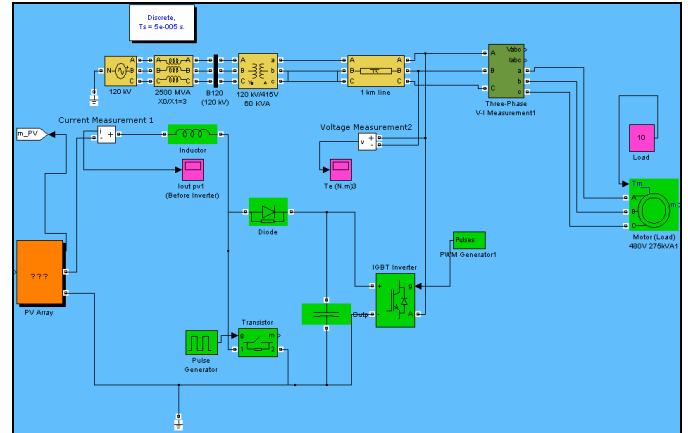 Discrete,
Ts = 5e-005 s.
N
A
B
C
A
B
C
A
B
C
A
B
C
a
b
c
A
B
C
A
B
C
A
B
C
Vabc
Iabc
a
b
c
120 kV
2500 MVA
X0/X1=3
B120
(120 kV)
120 kV/415V
60 kVA
1 km line
Three-Phase
V-I Measurement1
Current Measurement 1
m_PV
i
+
-
Inductor
Voltage Measurement2
+
v
-
10
Load
Iout pv1
(Before Inverter)
Te (N.m)3
Tm
A
B
C
m
Motor (Load)
480V 275kVA1
Diode
Pulses
PWM Generator1
???
PV Array
IGBT Inverter
+
g
-
A
Outp
Transistor
g
m
1
2
Pulse
Generator